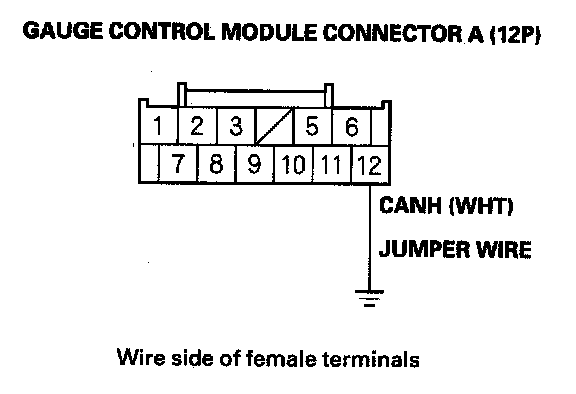 GAUGE CONTROL MODULE CONNECTOR A (12P)
1 2 3 5 6
7 8 9 10 11 12
CANH (WHT)
JUMPER WIRE
Wire side of female terminals